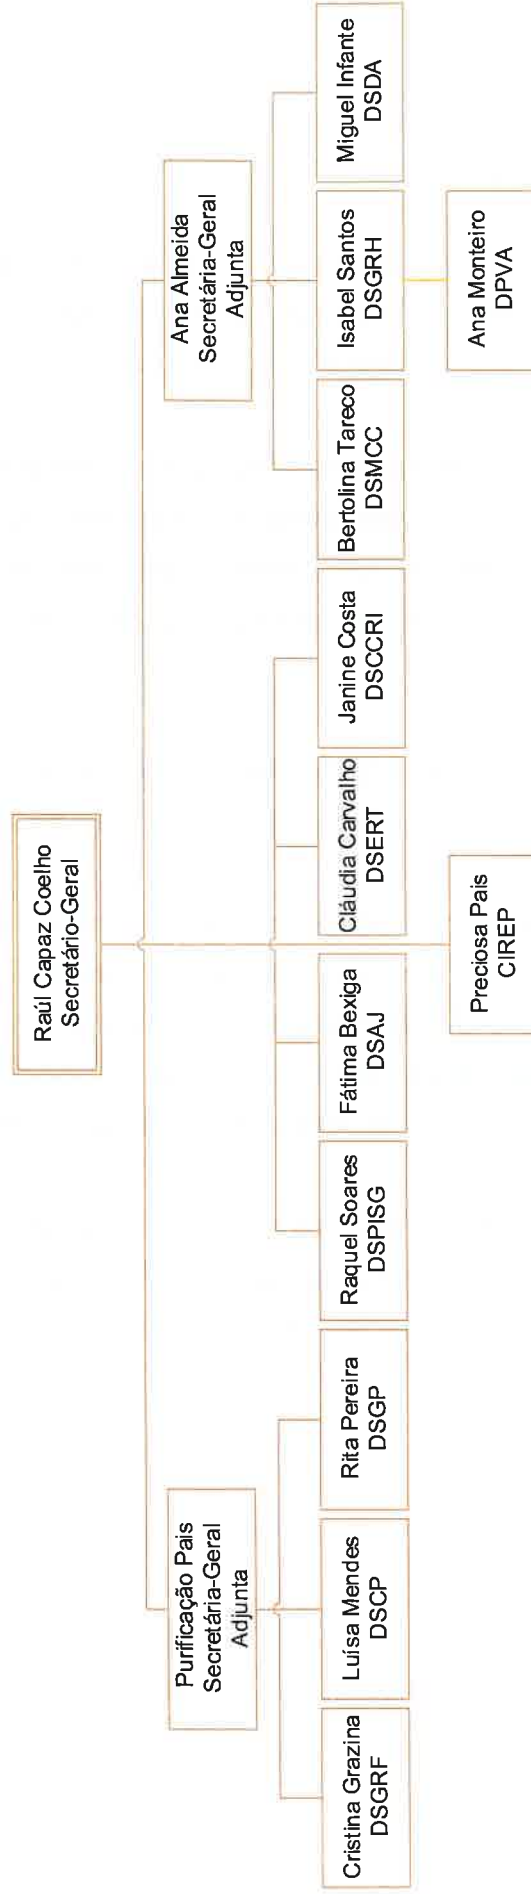 Raúl Capaz Coelho
Secretário-Geral
Purificação Pais
Secretária-Geral
Adjunta
Ana Almeida
Secretária-Geral
Adjunta
Cristina Grazina
DSGRF
Luísa Mendes
DSCP
Rita Pereira
DSGP
Raquel Soares
DSPISG
Fátima Bexiga
DSAJ
Cláudia Carvalho
DSERT
Janine Costa
DSCCRI
Bertolina Tareco
DSMCC
Isabel Santos
DSGRH
Miguel Infante
DSDA
Preciosa Pais
CIREP
Ana Monteiro
DPVA